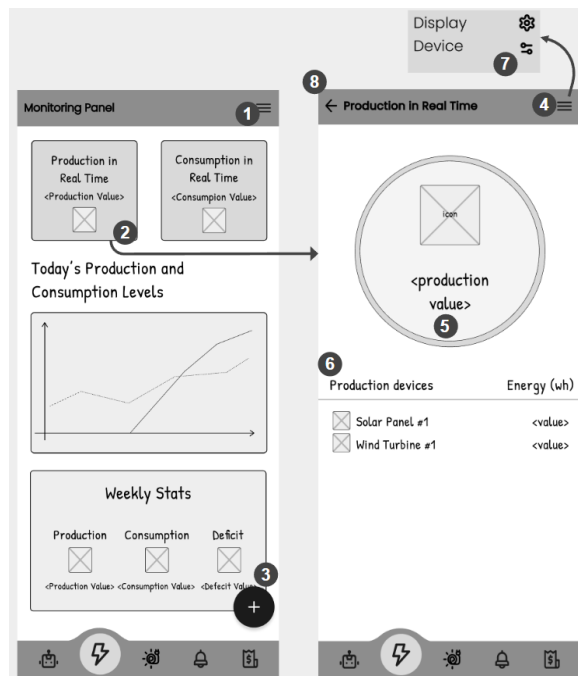 Display
Device
7
8
Monitoring Panel
1
Production in Real Time
4
Production in
Real Time
<Production Value>
2
Consumption in
Real Time
<Consumpion Value>
icon
<production
value>
5
Today's Production and
Consumption Levels
6
Production devices
Energy (wh)
Solar Panel #1
<value>
Wind Turbine #1
<value>
Weekly Stats
Production
Consumption
Deficit
<Production Value>
<Consumption Value>
<Defecit Value>
3
+
$
$